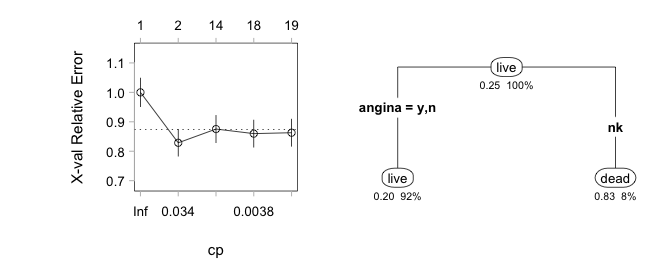 1 2 14 18 19
X-val Relative Error
1.1
1.0
0.9
0.8
0.7
Inf 0.034 0.0038
cp
live
0.25 100%
angina = y,n
nk
live
0.20 92%
dead
0.83 8%